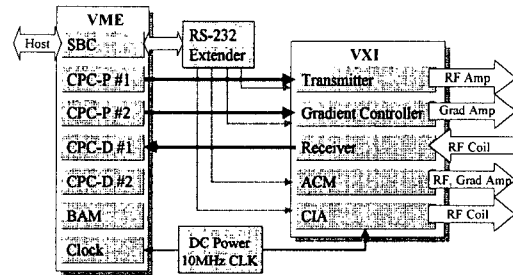 VME
Host
SBC
CPC-P #1
CPC-P #2
CPC-D #1
CPC-D #2
BAM
Clock
RS-232
Extender
DC Power
10MHz CLK
VXI
Transmitter
Gradient Controller
Receiver
ACM
CIA
RF Amp
Grad Amp
RF Coil
RF, Grad Amp
RF Coil